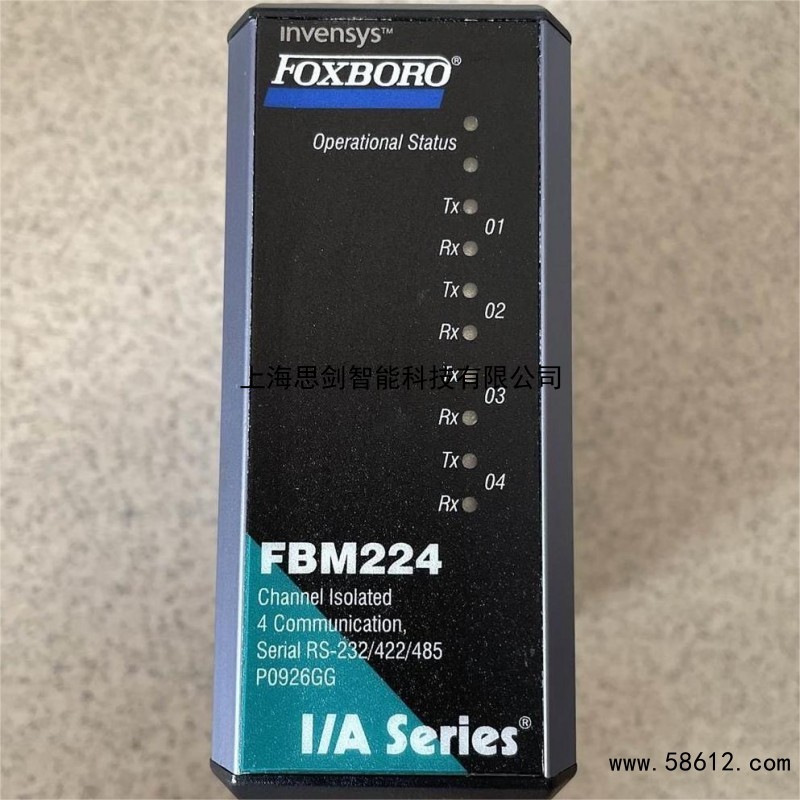 invensys™
FOXBORO®
Operational Status
Tx
01
Rx
Tx
02
Rx
上海思剑智能科技有限公司
Tx
03
Rx
Tx
04
Rx
FBM224
Channel Isolated
4 Communication,
Serial RS-232/422/485
P0926GG
I/A Series®
www.58612.com